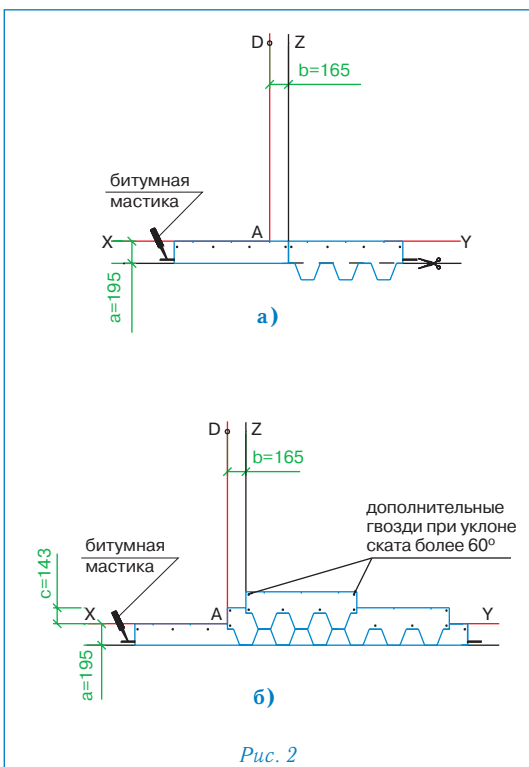 D Z
b=165
битумная
мастика
X A Y
a=195
а)
D Z
b=165
дополнительные
гвозди при уклоне
ската более 60º
битумная
мастика
c=143
X A Y
a=195
б)
Рис. 2